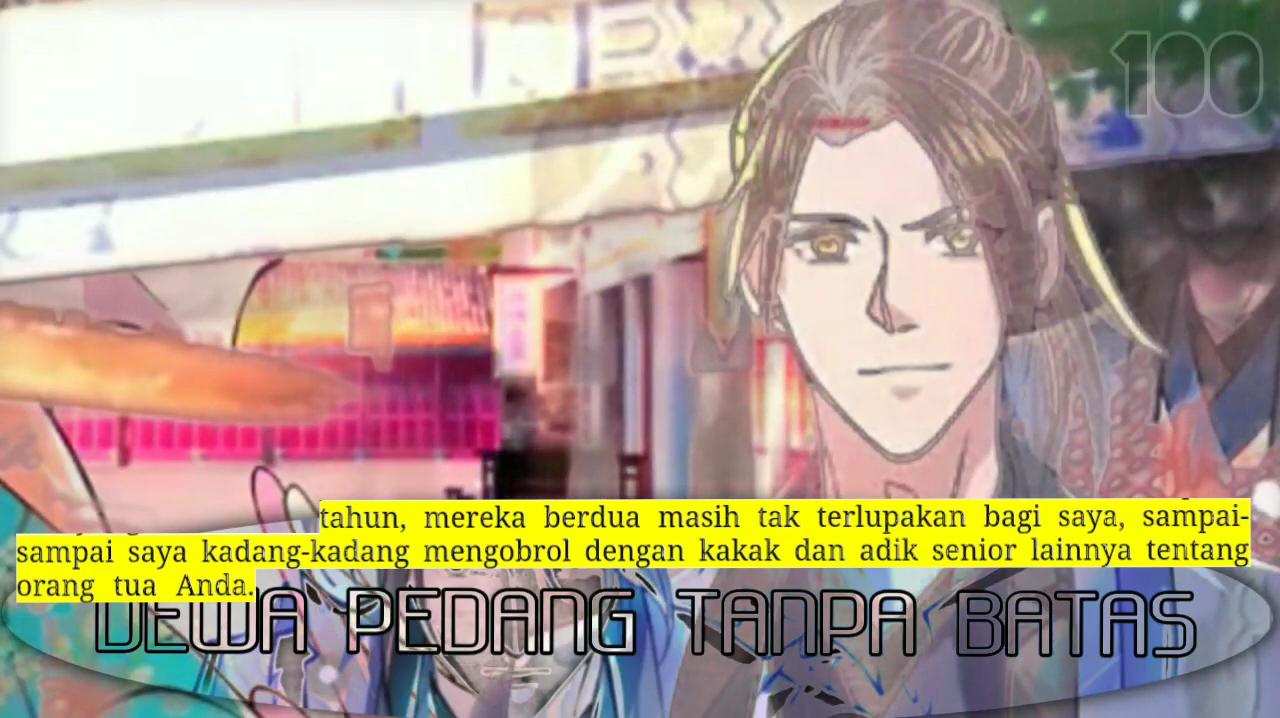 100
tahun, mereka berdua masih tak terlupakan bagi saya, sampai-
sampai saya kadang-kadang mengobrol dengan kakak dan adik senior lainnya tentang
orang tua Anda.
DEWA PEDANG TANPA BATAS